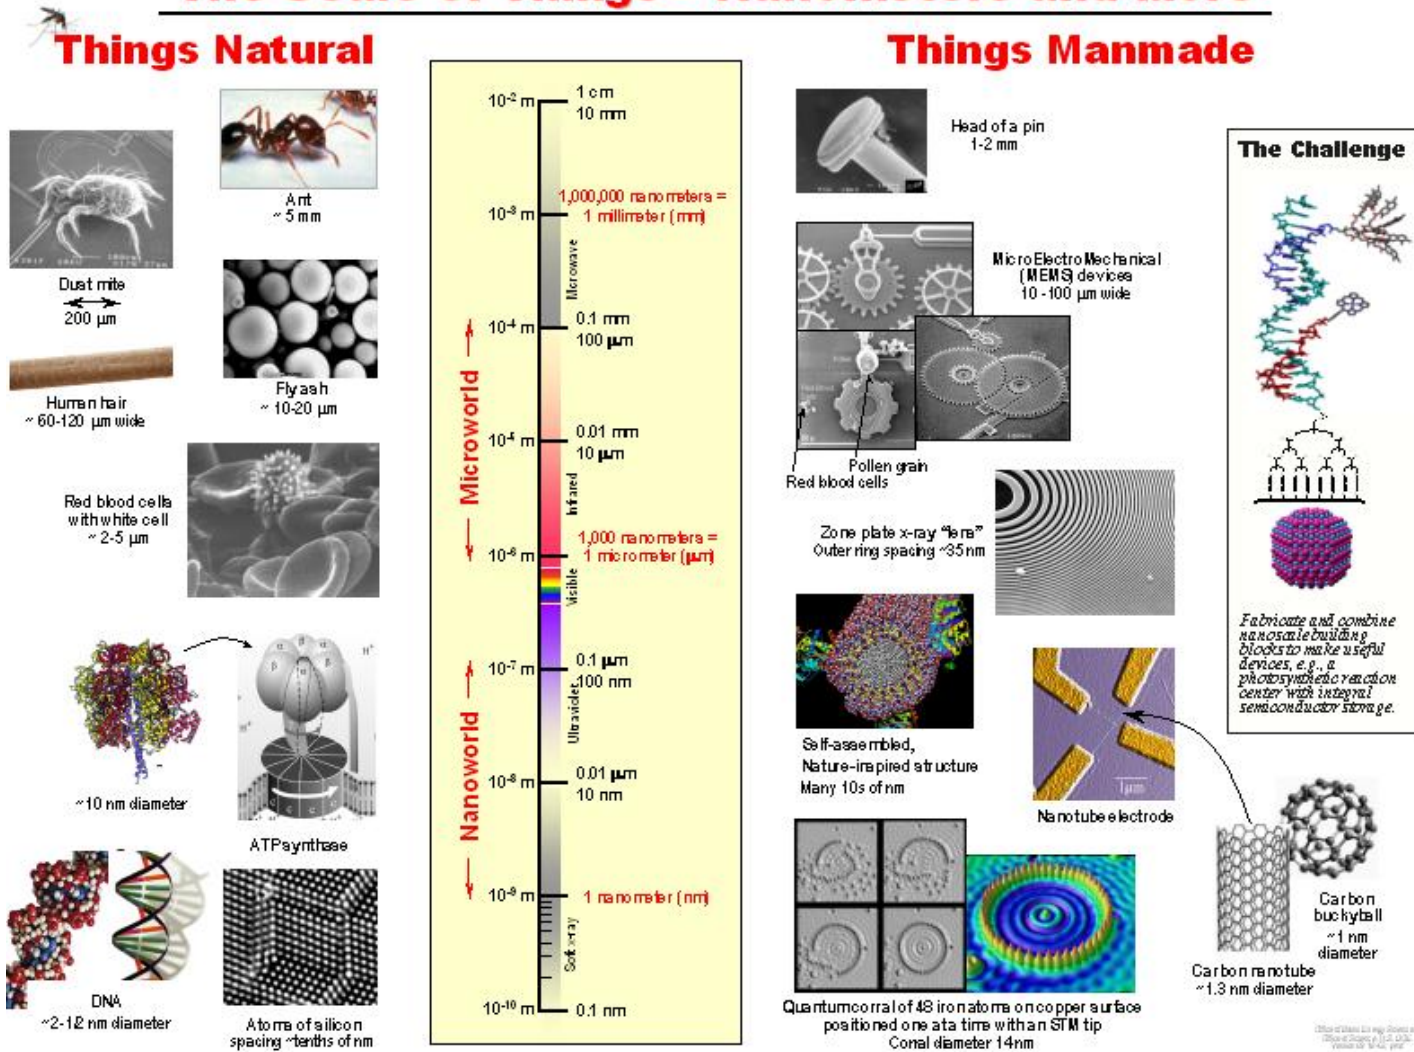 Things Natural
Things Manmade
Ant
~ 5 mm
Dust mite
200 µm
Human hair
~ 60-120 µm wide
Fly ash
~ 10-20 µm
Red blood cells
with white cell
~ 2-5 µm
~10 nm diameter
ATP synthase
DNA
~2-1/2 nm diameter
Atoms of silicon
spacing ~tenths of nm
Microworld
Nanoworld
10-2 m
1 cm
10 mm
1,000,000 nanometers =
10-3 m
1 millimeter (mm)
Microwave
10-4 m
0.1 mm
100 µm
10-5 m
0.01 mm
10 µm
Infrared
1,000 nanometers =
10-6 m
1 micrometer (µm)
Visible
10-7 m
0.1 µm
100 nm
Ultraviolet
10-8 m
0.01 µm
10 nm
10-9 m
1 nanometer (nm)
Soft x-ray
10-10 m
0.1 nm
Head of a pin
1-2 mm
MicroElectroMechanical
(MEMS) devices
10 -100 µm wide
Pollen grain
Red blood cells
Zone plate x-ray “lens”
Outer ring spacing ~35 nm
Self-assembled,
Nature-inspired structure
Many 10s of nm
1µm
Nanotube electrode
Quantum corral of 48 iron atoms on copper surface
positioned one at a time with an STM tip
Corral diameter 14 nm
Carbon nanotube
~1.3 nm diameter
Carbon
buckyball
~1 nm
diameter
The Challenge
Fabricate and combine
nanoscale building
blocks to make useful
devices, e.g., a
photosynthetic reaction
center with integral
semiconductor storage.